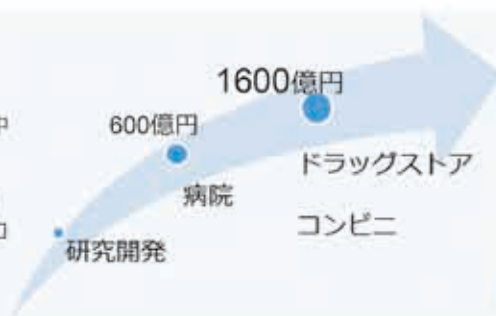 1600億円
600億円
ドラッグストア
病院
コンビニ
研究開発